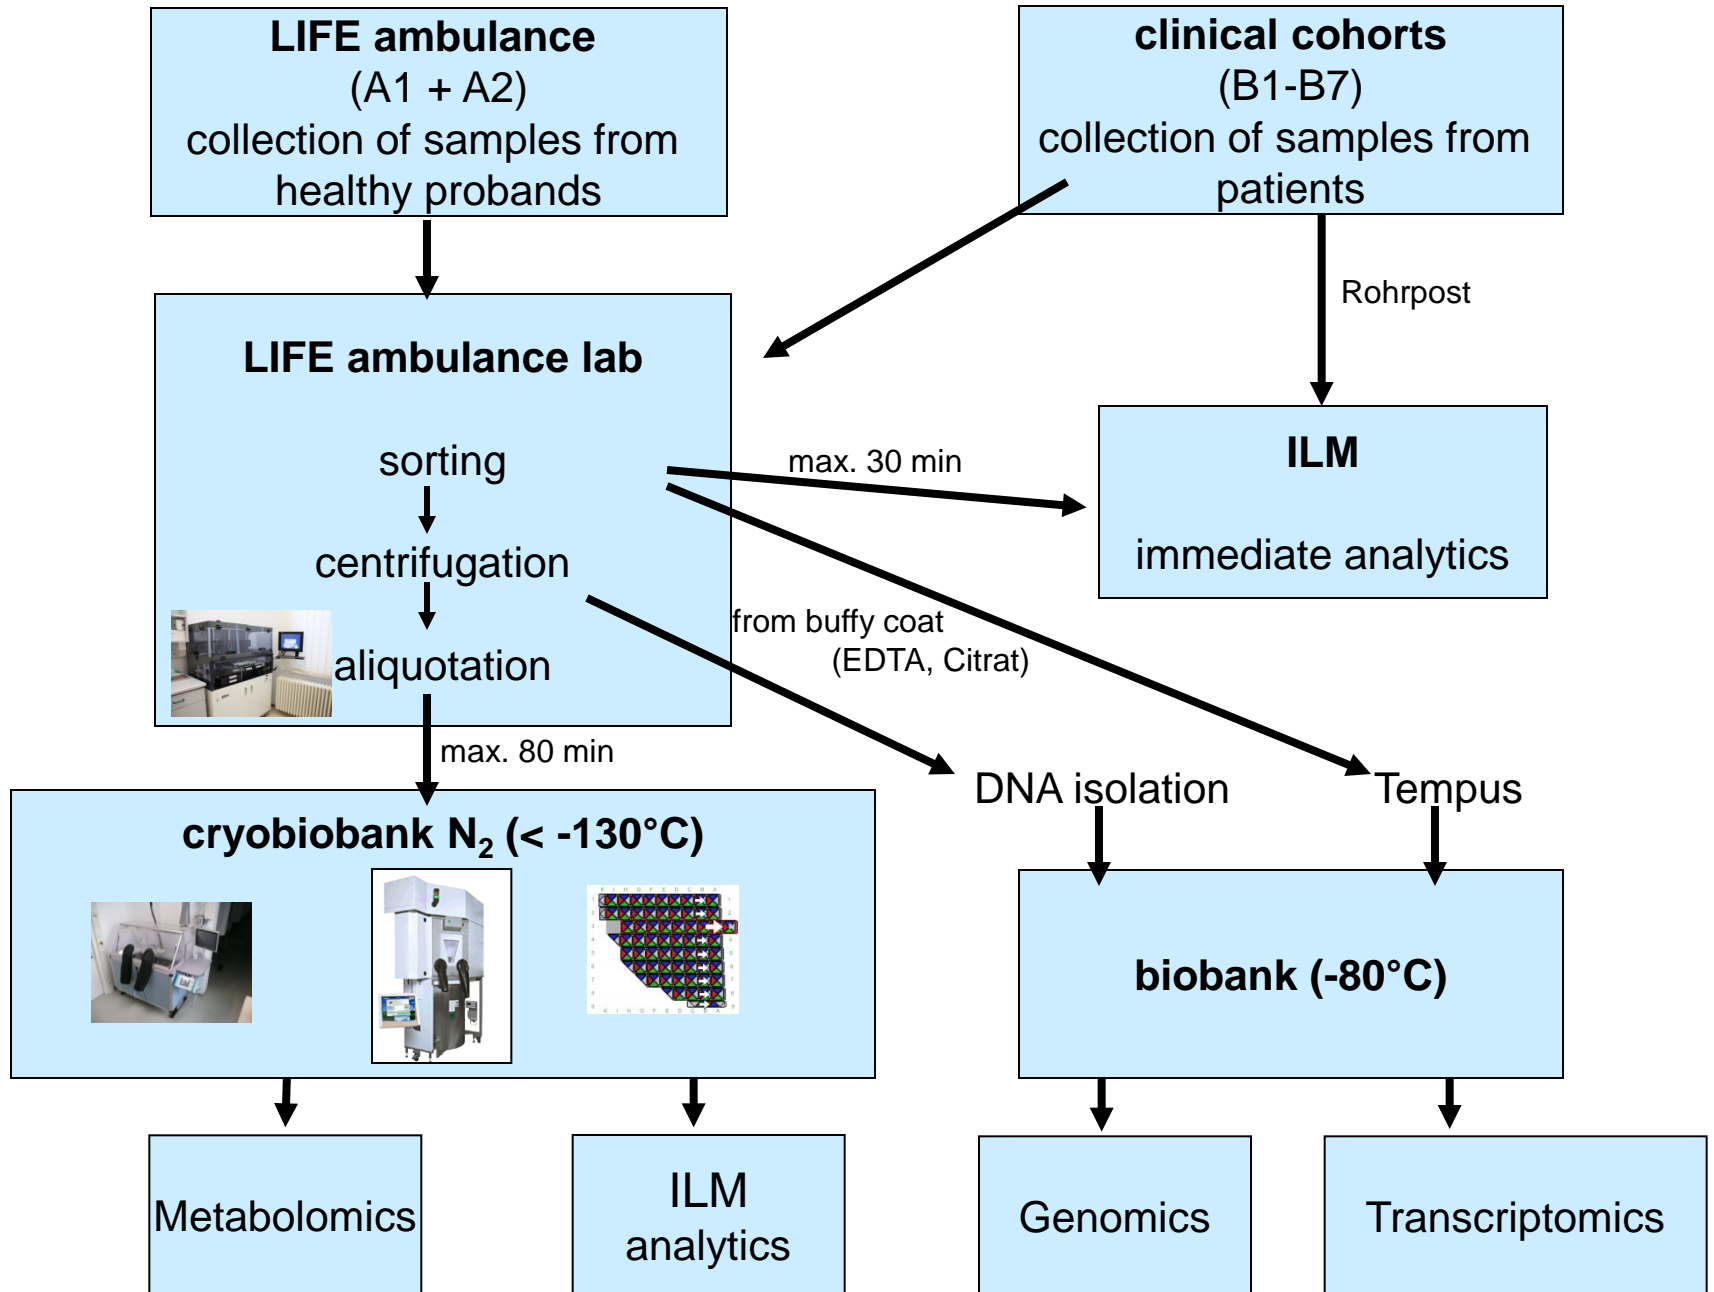 LIFE ambulance
(A1 + A2)
collection of samples from
healthy probands
clinical cohorts
(B1-B7)
collection of samples from
patients
Rohrpost
LIFE ambulance lab
sorting
centrifugation
aliquotation
max. 30 min
ILM
immediate analytics
from buffy coat
(EDTA, Citrat)
max. 80 min
DNA isolation
Tempus
cryobiobank N₂ (< -130°C)
biobank (-80°C)
Metabolomics
ILM
analytics
Genomics
Transcriptomics